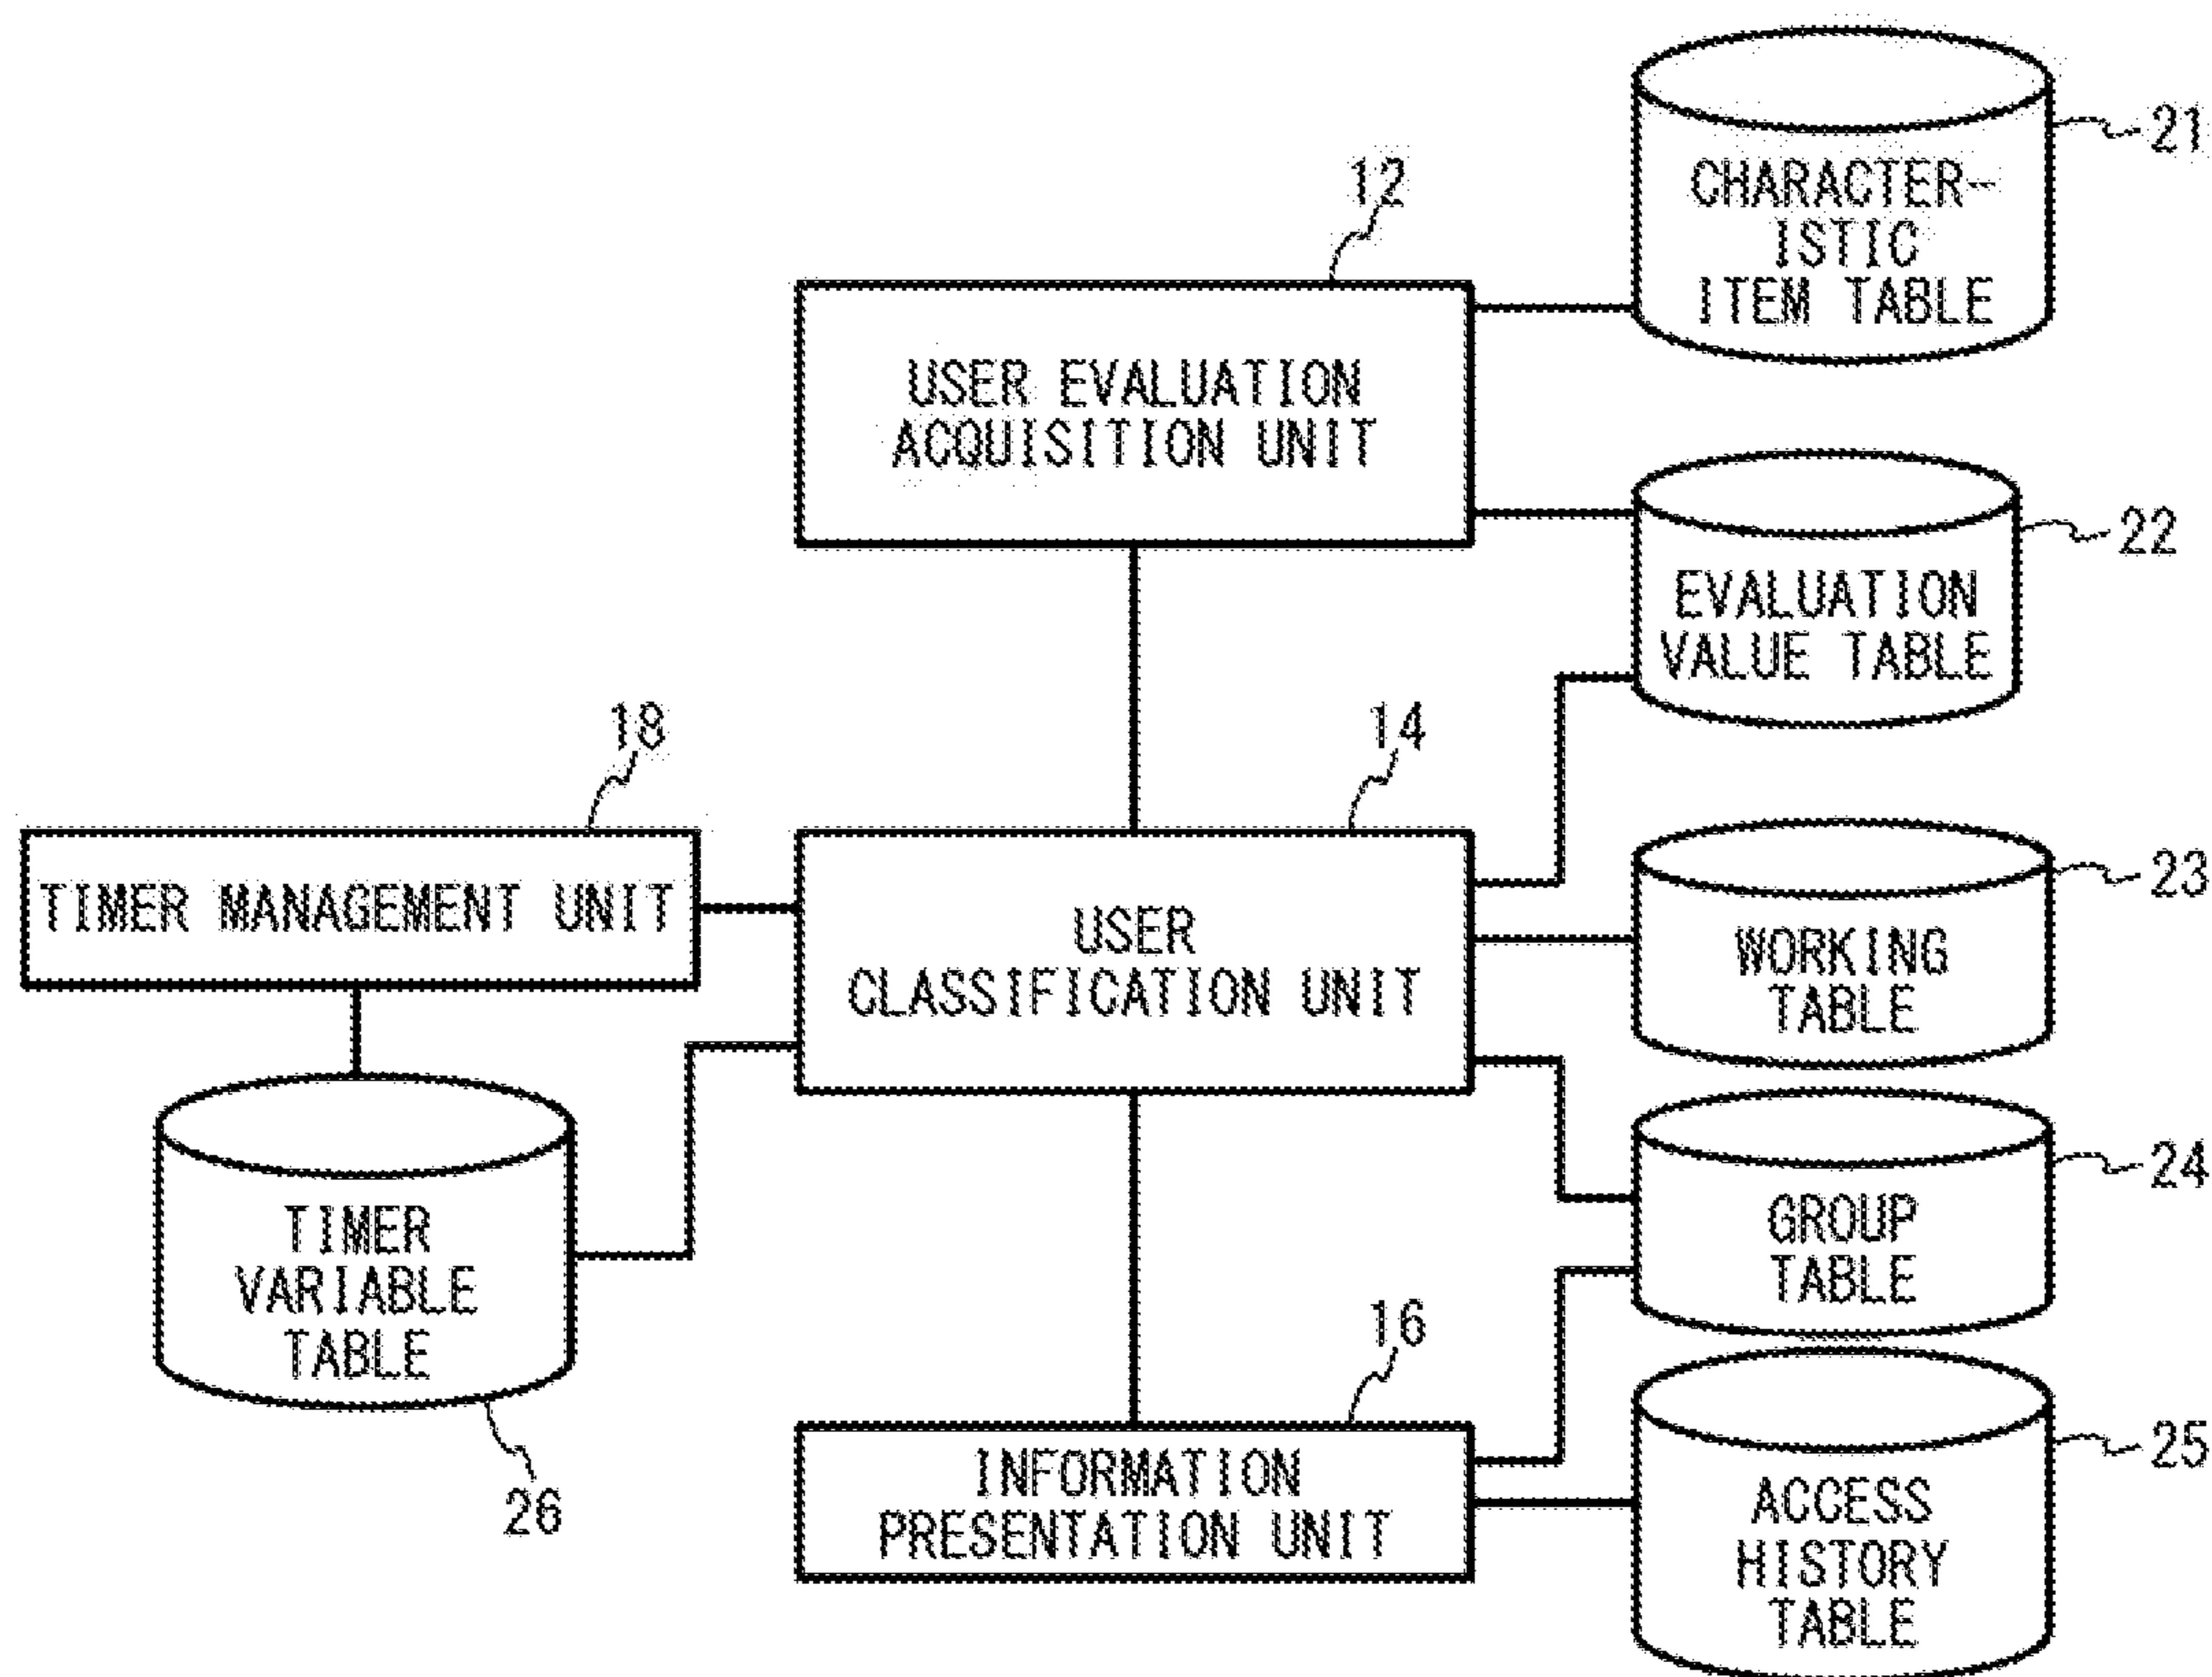 21
CHARACTER-
ISTIC
ITEM TABLE
12
USER EVALUATION
ACQUISITION UNIT
22
EVALUATION
VALUE TABLE
18
TIMER MANAGEMENT UNIT
14
USER
CLASSIFICATION UNIT
23
WORKING
TABLE
24
GROUP
TABLE
TIMER
VARIABLE
TABLE
26
16
INFORMATION
PRESENTATION UNIT
25
ACCESS
HISTORY
TABLE